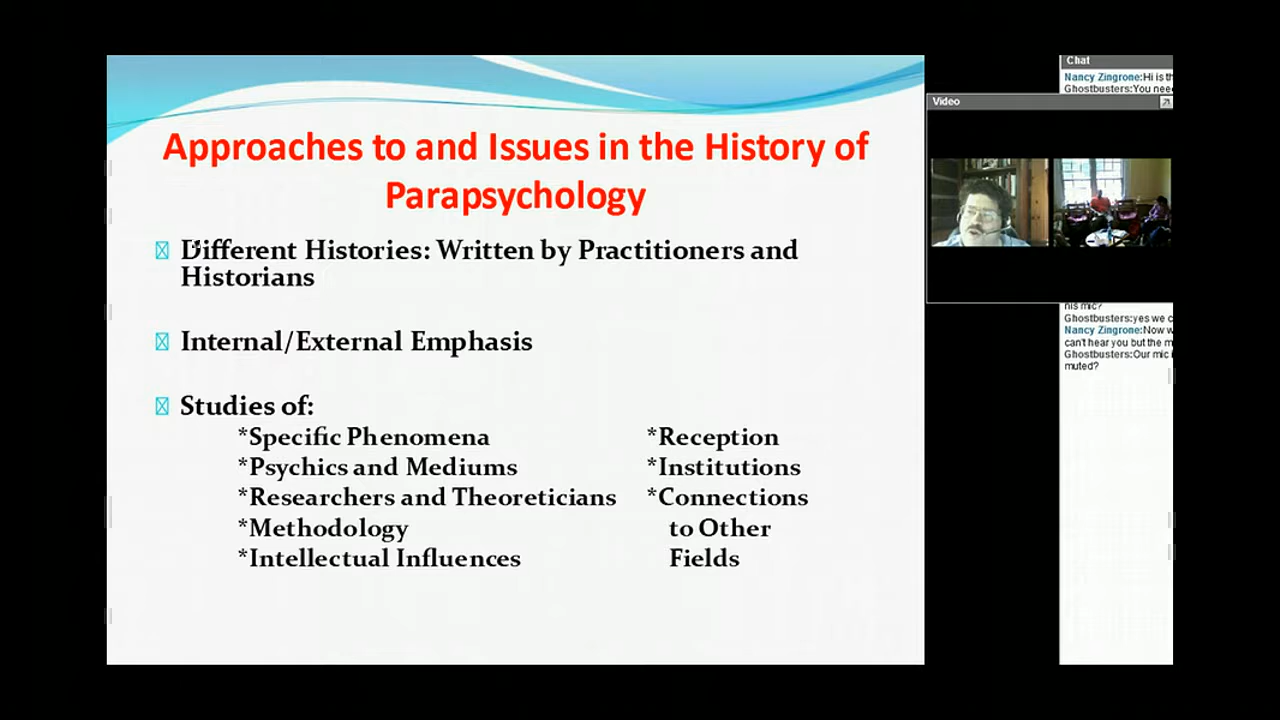 Approaches to and Issues in the History of
Parapsychology
Different Histories: Written by Practitioners and
Historians
Internal/External Emphasis
Studies of:
*Specific Phenomena
*Psychics and Mediums
*Researchers and Theoreticians
*Methodology
*Intellectual Influences
*Reception
*Institutions
*Connections
to Other
Fields
Chat
Nancy Zingrone:Hi is th
Ghostbusters:You nee
Video
his mic?
Ghostbusters:yes we c
Nancy Zingrone:Now w
can't hear you but the m
Ghostbusters:Our mic
muted?